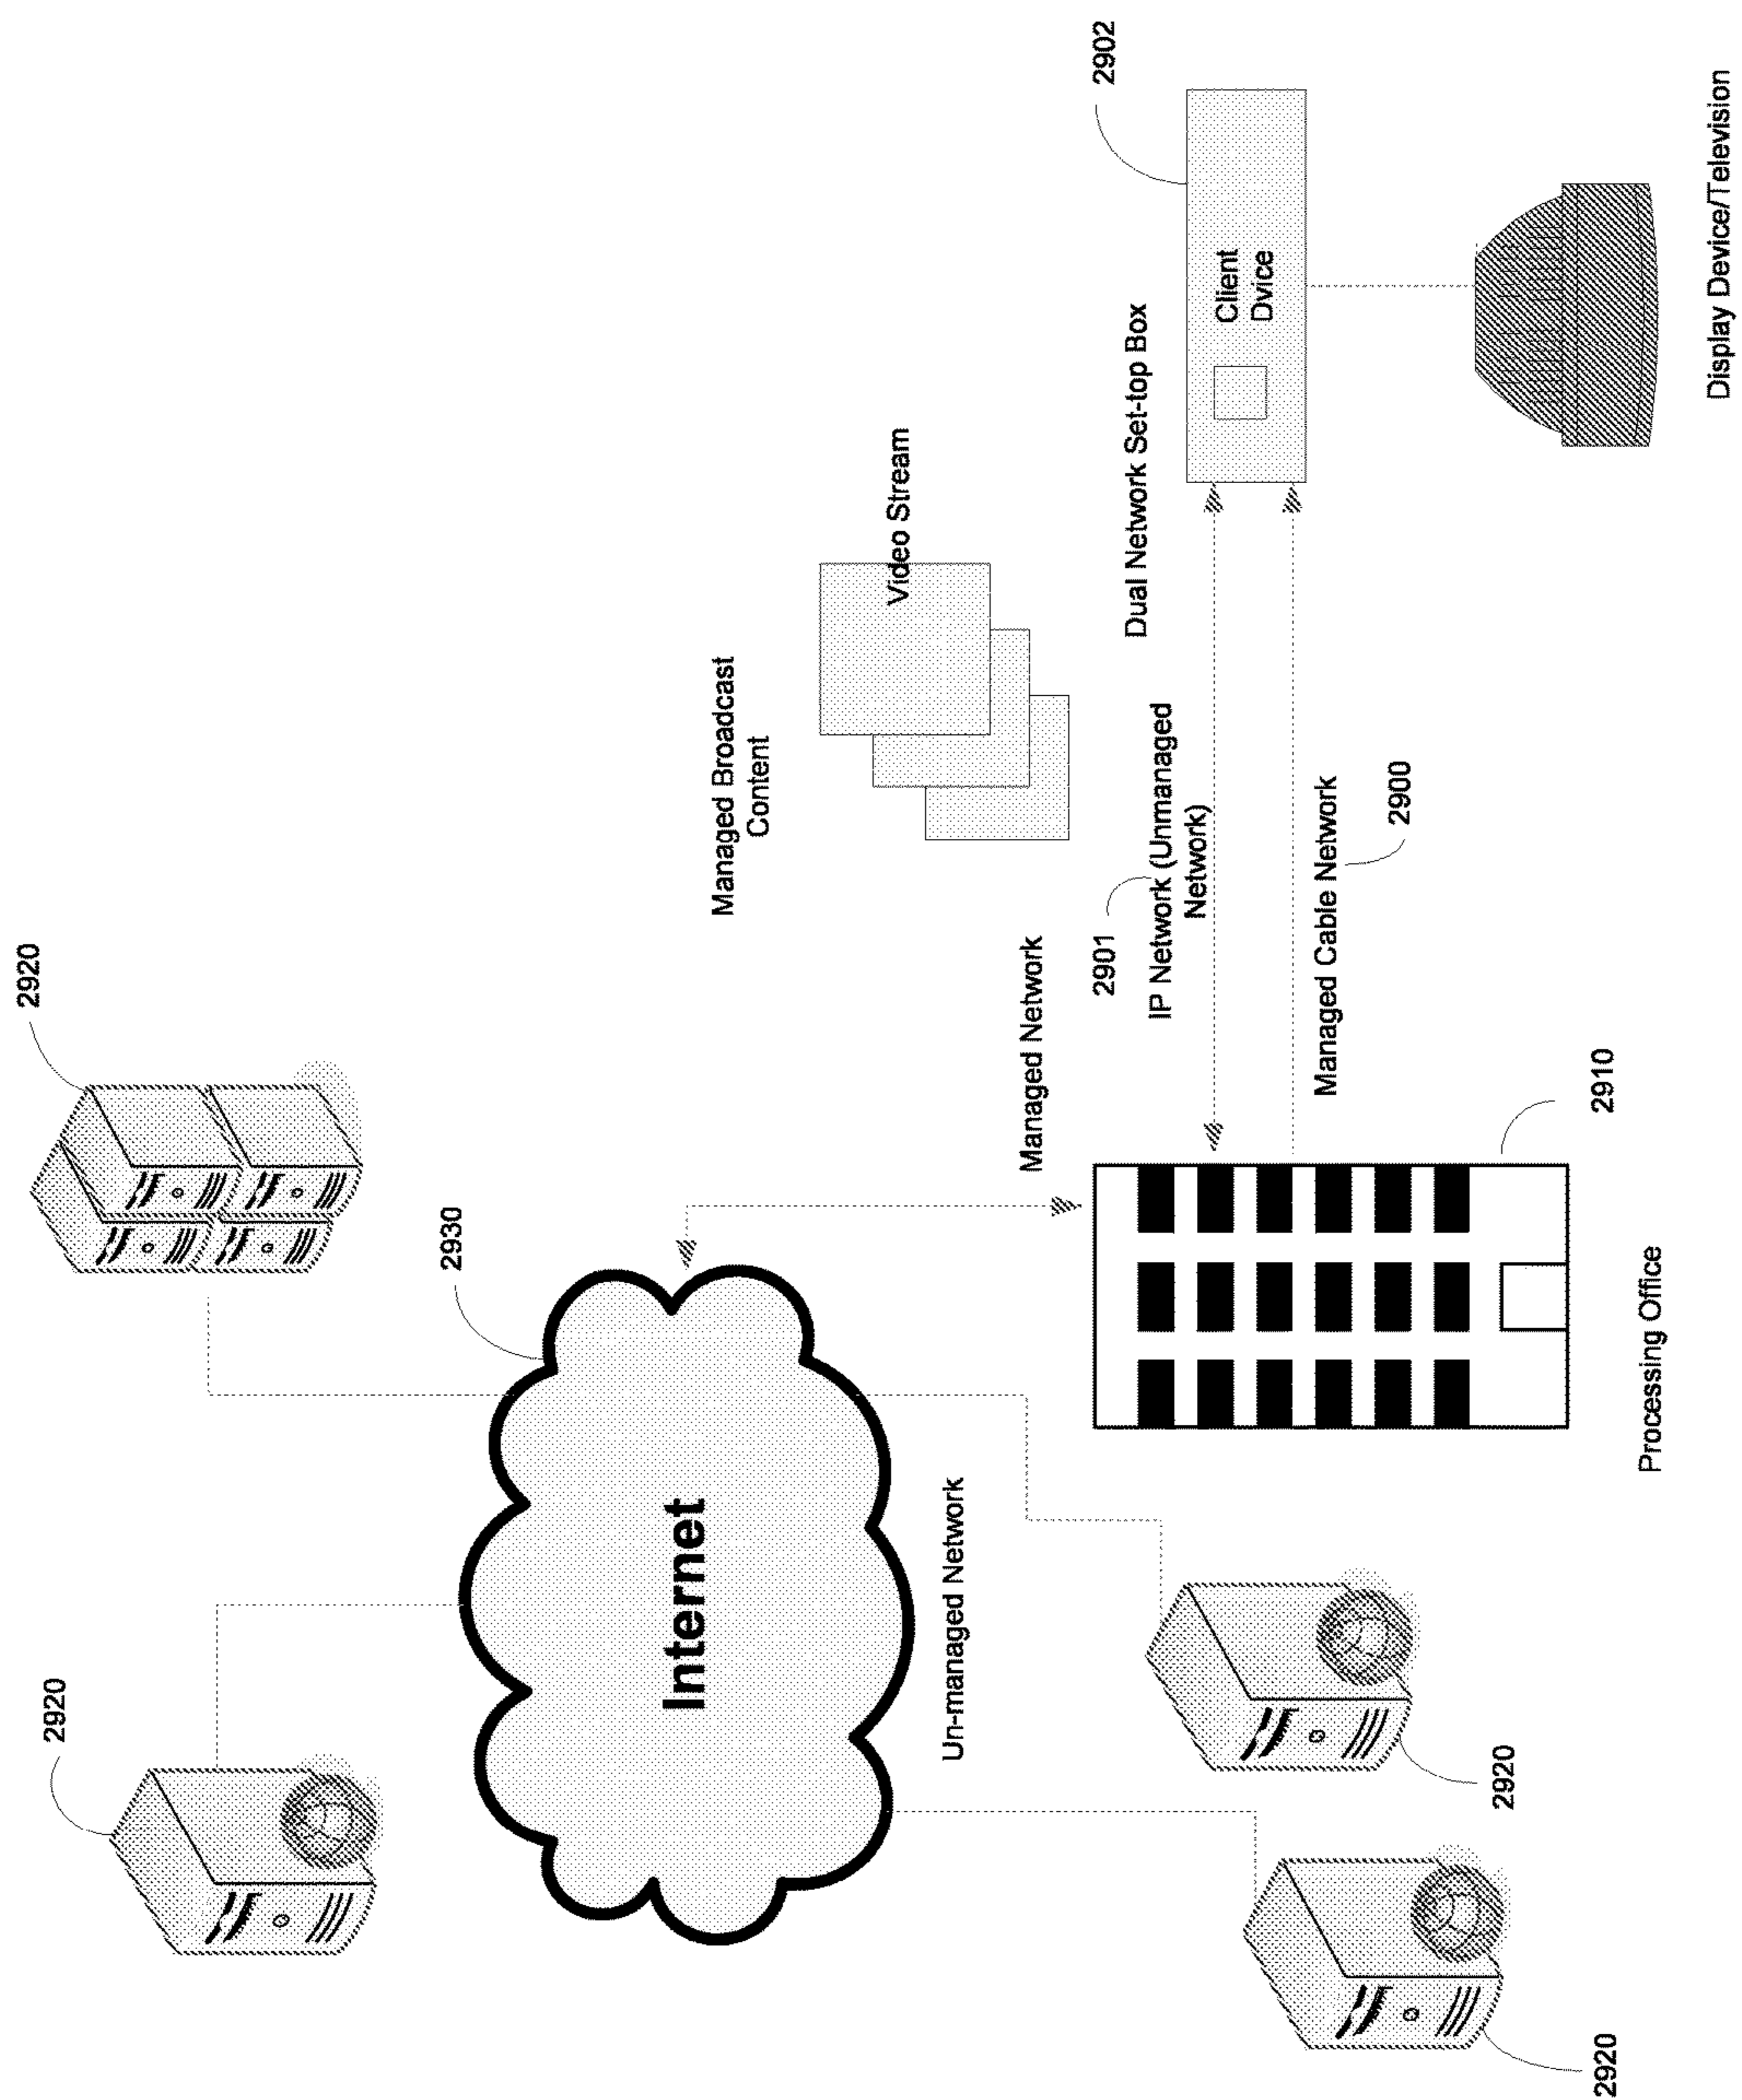 2920
2920
2930
Internet
Un-managed Network
2920
2920
Managed Network
Processing Office
2910
Managed Broadcast
Content
Video Stream
2901
IP Network (Unmanaged
Network)
Managed Cable Network
2900
Dual Network Set-top Box
2902
Client
Dvice
Display Device/Television